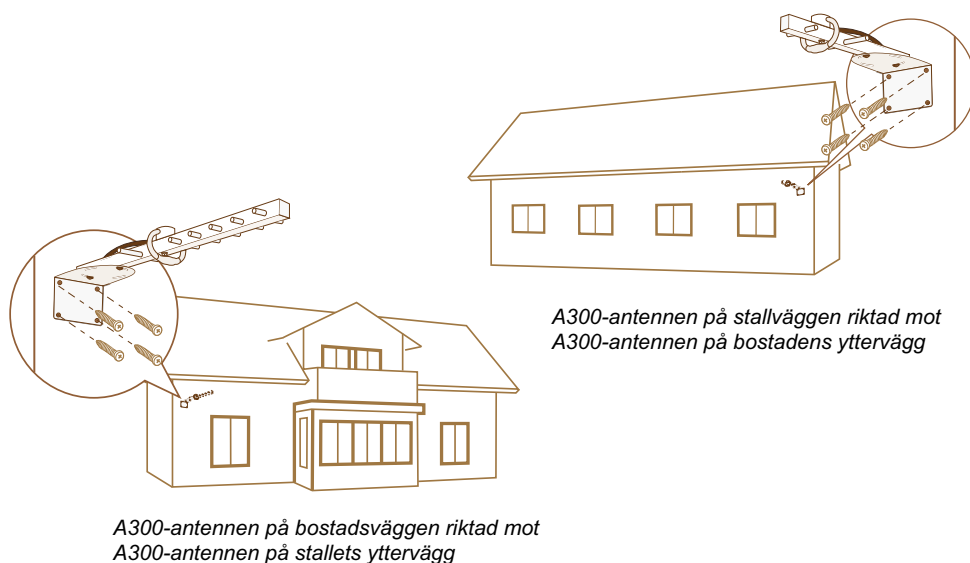 A300-antennen på stallväggen riktad mot
A300-antennen på bostadens yttervägg
A300-antennen på bostadsväggen riktad mot
A300-antennen på stallets yttervägg